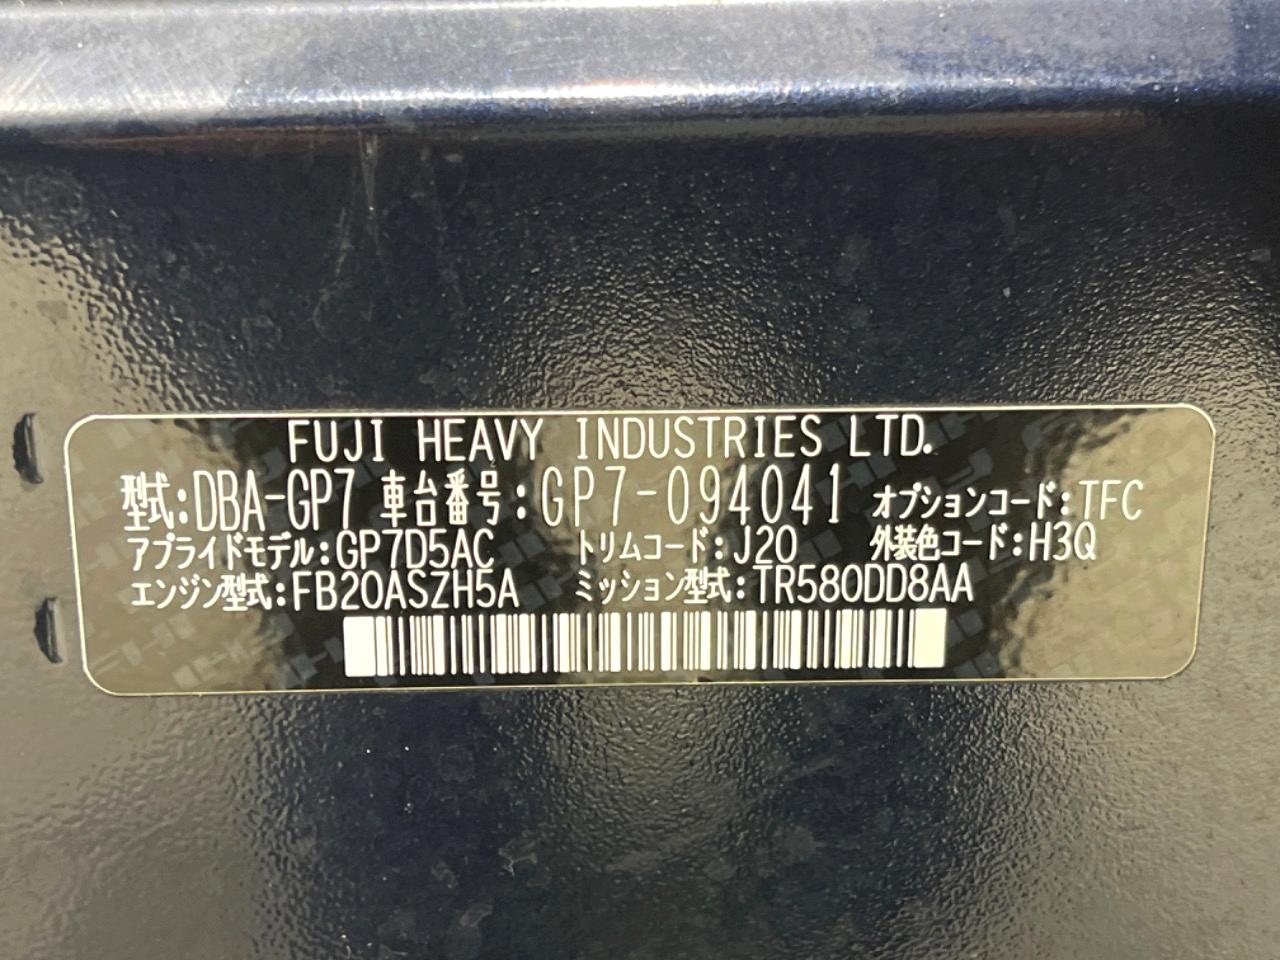 FUJI HEAVY INDUSTRIES LTD.
型式:DBA-GP7 車台番号:GP7-094041 オプションコード:TFC
アプライドモデル:GP7D5AC トリムコード:J20 外装色コード:H3Q
エンジン型式:FB20ASZH5A ミッション型式:TR580DD8AA